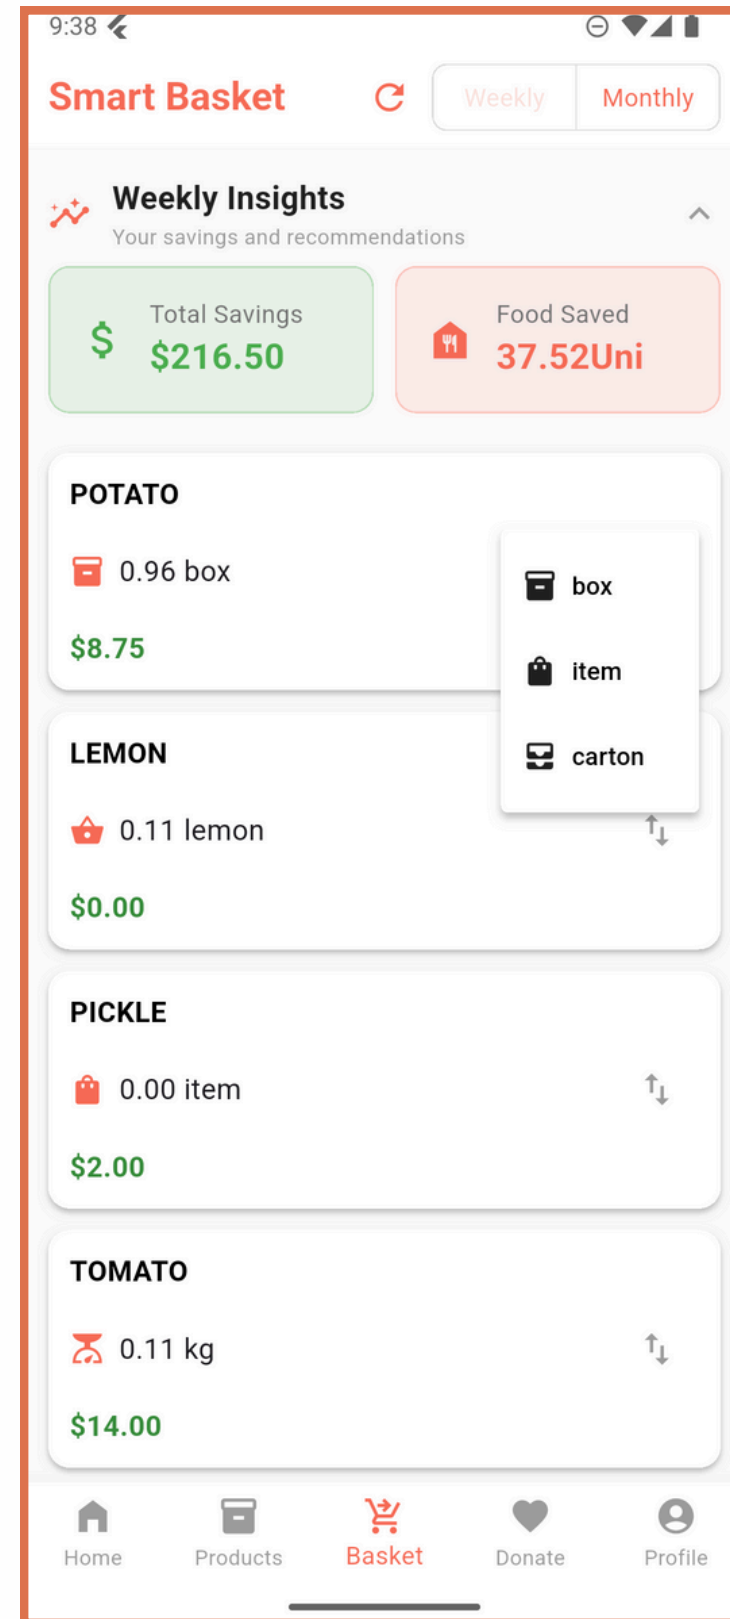 9:38
Smart Basket
Weekly
Monthly
Weekly Insights
Your savings and recommendations
Total Savings
$216.50
Food Saved
37.52Uni
POTATO
0.96 box
$8.75
box
item
carton
LEMON
0.11 lemon
$0.00
PICKLE
0.00 item
$2.00
TOMATO
0.11 kg
$14.00
Home
Products
Basket
Donate
Profile